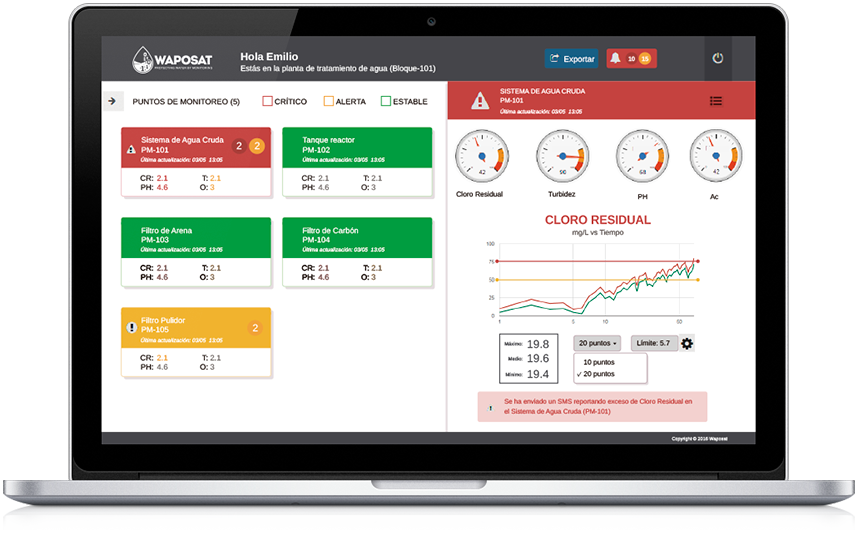 WAPOSAT
PROTECTING WATER BY MONITORING
Hola Emilio
Estás en la planta de tratamiento de agua (Bloque-101)
Exportar
10 15
PUNTOS DE MONITOREO (5)
CRÍTICO
ALERTA
ESTABLE
Sistema de Agua Cruda
PM-101
2 2
Última actualización: 03/05 13:05
CR: 2.1 T: 2.1
PH: 4.6 O: 3
Tanque reactor
PM-102
Última actualización: 03/05 13:05
CR: 2.1 T: 2.1
PH: 4.6 O: 3
Filtro de Arena
PM-103
Última actualización: 03/05 13:05
CR: 2.1 T: 2.1
PH: 4.6 O: 3
Filtro de Carbón
PM-104
Última actualización: 03/05 13:05
CR: 2.1 T: 2.1
PH: 4.6 O: 3
Filtro Pulidor
PM-105
2
Última actualización: 03/05 13:05
CR: 2.1 T: 2.1
PH: 4.6 O: 3
SISTEMA DE AGUA CRUDA
PM-101
Última actualización: 03/05 13:05
42
90
68
42
Cloro Residual
Turbidez
PH
Ac
CLORO RESIDUAL
mg/L vs Tiempo
100
75
50
25
0
1 5 10 50
Máximo: 19.8
Medio: 19.6
Mínimo: 19.4
20 puntos
Límite: 5.7
10 puntos
✓ 20 puntos
Se ha enviado un SMS reportando exceso de Cloro Residual en
el Sistema de Agua Cruda (PM-101)
Copyright © 2016 Waposat